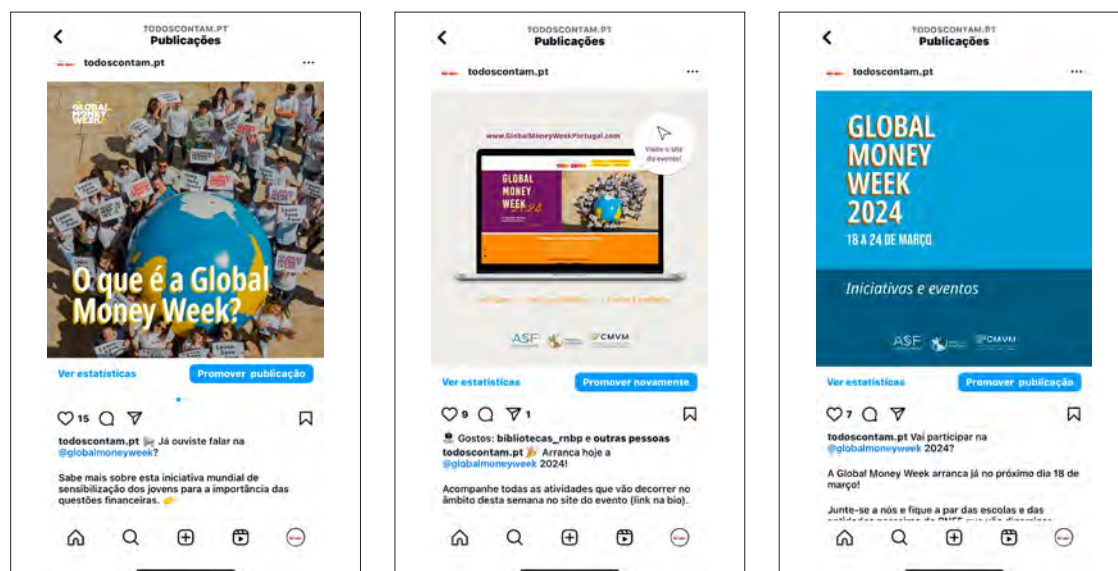 TODOSCONTAM.PT
Publicações
todoscontam.pt
GLOBAL
MONEY
WEEK
O que é a Global
Money Week?
Ver estatísticas
Promover publicação
15
todoscontam.pt Já ouviste falar na
@globalmoneyweek?
Sabe mais sobre esta iniciativa mundial de
sensibilização dos jovens para a importância das
questões financeiras.
TODOSCONTAM.PT
Publicações
todoscontam.pt
www.GlobalMoneyWeekPortugal.com
Visite o site
do evento!
GLOBAL
MONEY
WEEK
2024
ASF
CMVM
Ver estatísticas
Promover novamente
9
1
Gostos: bibliotecas_rnbp e outras pessoas
todoscontam.pt Arranca hoje a
@globalmoneyweek 2024!
Acompanhe todas as atividades que vão decorrer no
âmbito desta semana no site do evento (link na bio).
TODOSCONTAM.PT
Publicações
todoscontam.pt
GLOBAL
MONEY
WEEK
2024
18 A 24 DE MARÇO
Iniciativas e eventos
ASF
CMVM
Ver estatísticas
Promover publicação
7
todoscontam.pt Vai participar na
@globalmoneyweek 2024?
A Global Money Week arranca já no próximo dia 18 de
março!
Junte-se a nós e fique a par das escolas e das